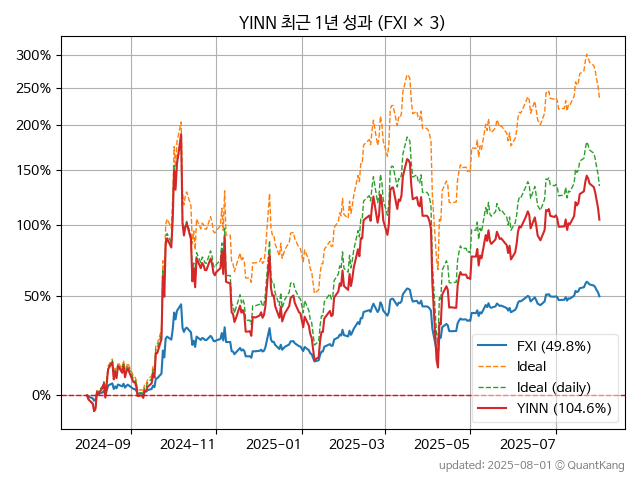 YINN 최근 1년 성과 (FXI × 3)
300%
250%
200%
150%
100%
50%
0%
FXI (49.8%)
Ideal
Ideal (daily)
YINN (104.6%)
2024-09
2024-11
2025-01
2025-03
2025-05
2025-07
updated: 2025-08-01 © QuantKang